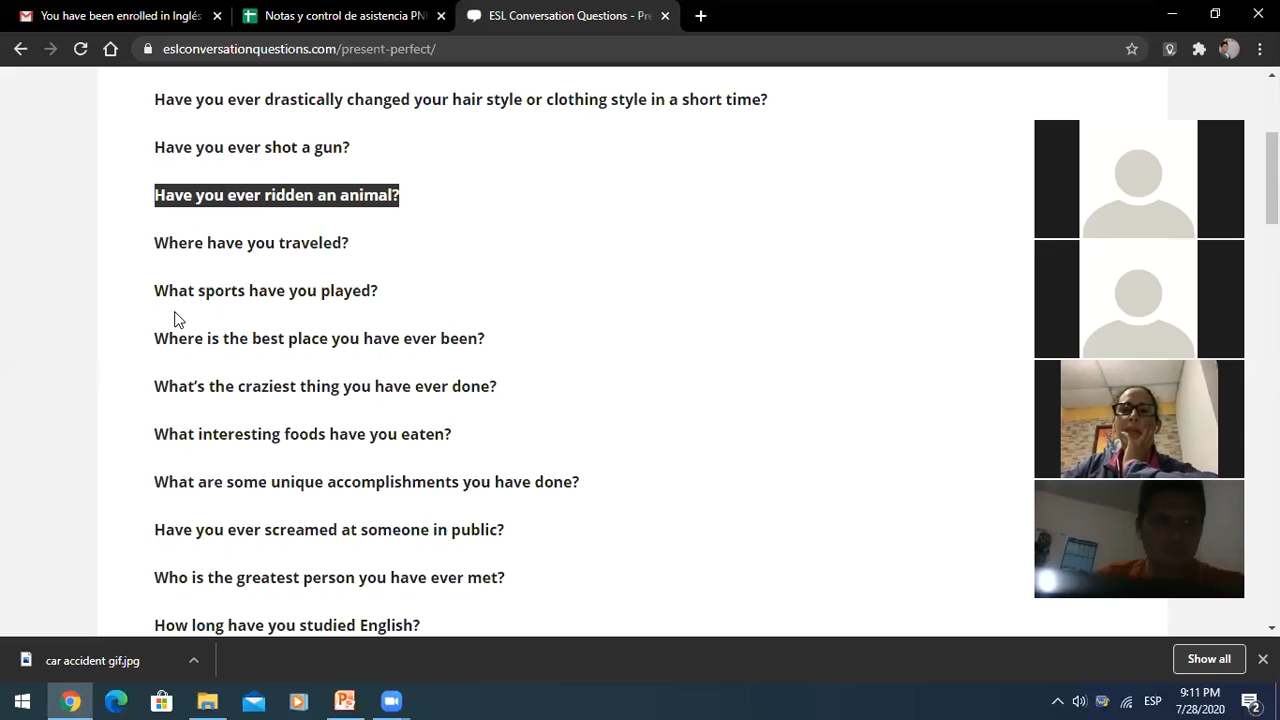 You have been enrolled in Inglés
Notas y control de asistencia PNI
ESL Conversation Questions - Pre
eslconversationquestions.com/present-perfect/
Have you ever drastically changed your hair style or clothing style in a short time?
Have you ever shot a gun?
Have you ever ridden an animal?
Where have you traveled?
What sports have you played?
Where is the best place you have ever been?
What's the craziest thing you have ever done?
What interesting foods have you eaten?
What are some unique accomplishments you have done?
Have you ever screamed at someone in public?
Who is the greatest person you have ever met?
How long have you studied English?
car accident gif.jpg
Show all
ESP
9:11 PM
7/28/2020
2